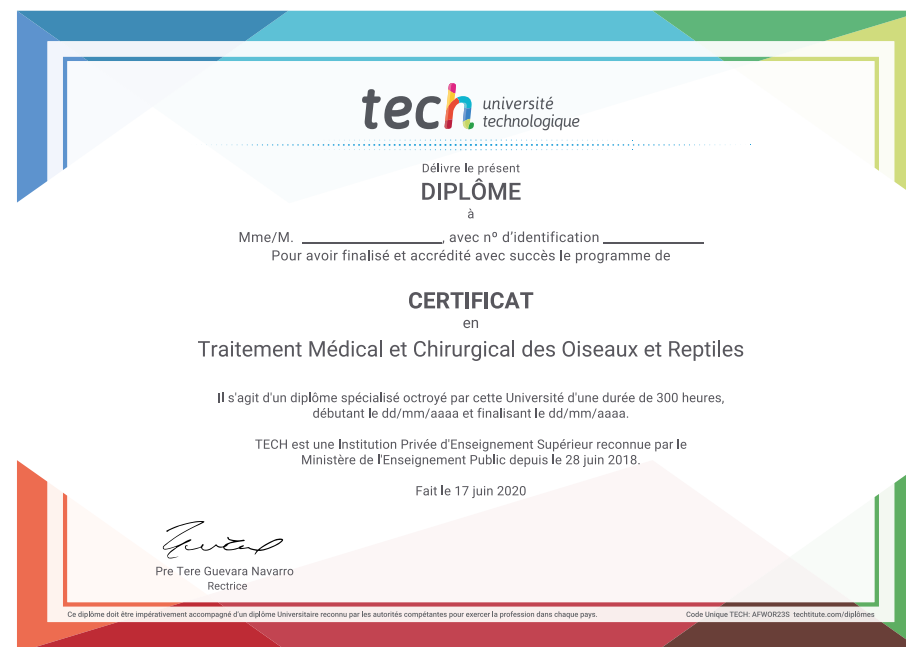 tech université
technologique
Délivre le présent
DIPLÔME
à
Mme/M. ____________________, avec nº d'identification ______________
Pour avoir finalisé et accrédité avec succès le programme de
CERTIFICAT
en
Traitement Médical et Chirurgical des Oiseaux et Reptiles
Il s'agit d'un diplôme spécialisé octroyé par cette Université d'une durée de 300 heures,
débutant le dd/mm/aaaa et finalisant le dd/mm/aaaa.
TECH est une Institution Privée d'Enseignement Supérieur reconnue par le
Ministère de l'Enseignement Public depuis le 28 juin 2018.
Fait le 17 juin 2020
Pre Tere Guevara Navarro
Rectrice
Ce diplôme doit être impérativement accompagné d'un diplôme Universitaire reconnu par les autorités compétentes pour exercer la profession dans chaque pays. Code Unique TECH: AFWOR23S techtitute.com/diplômes